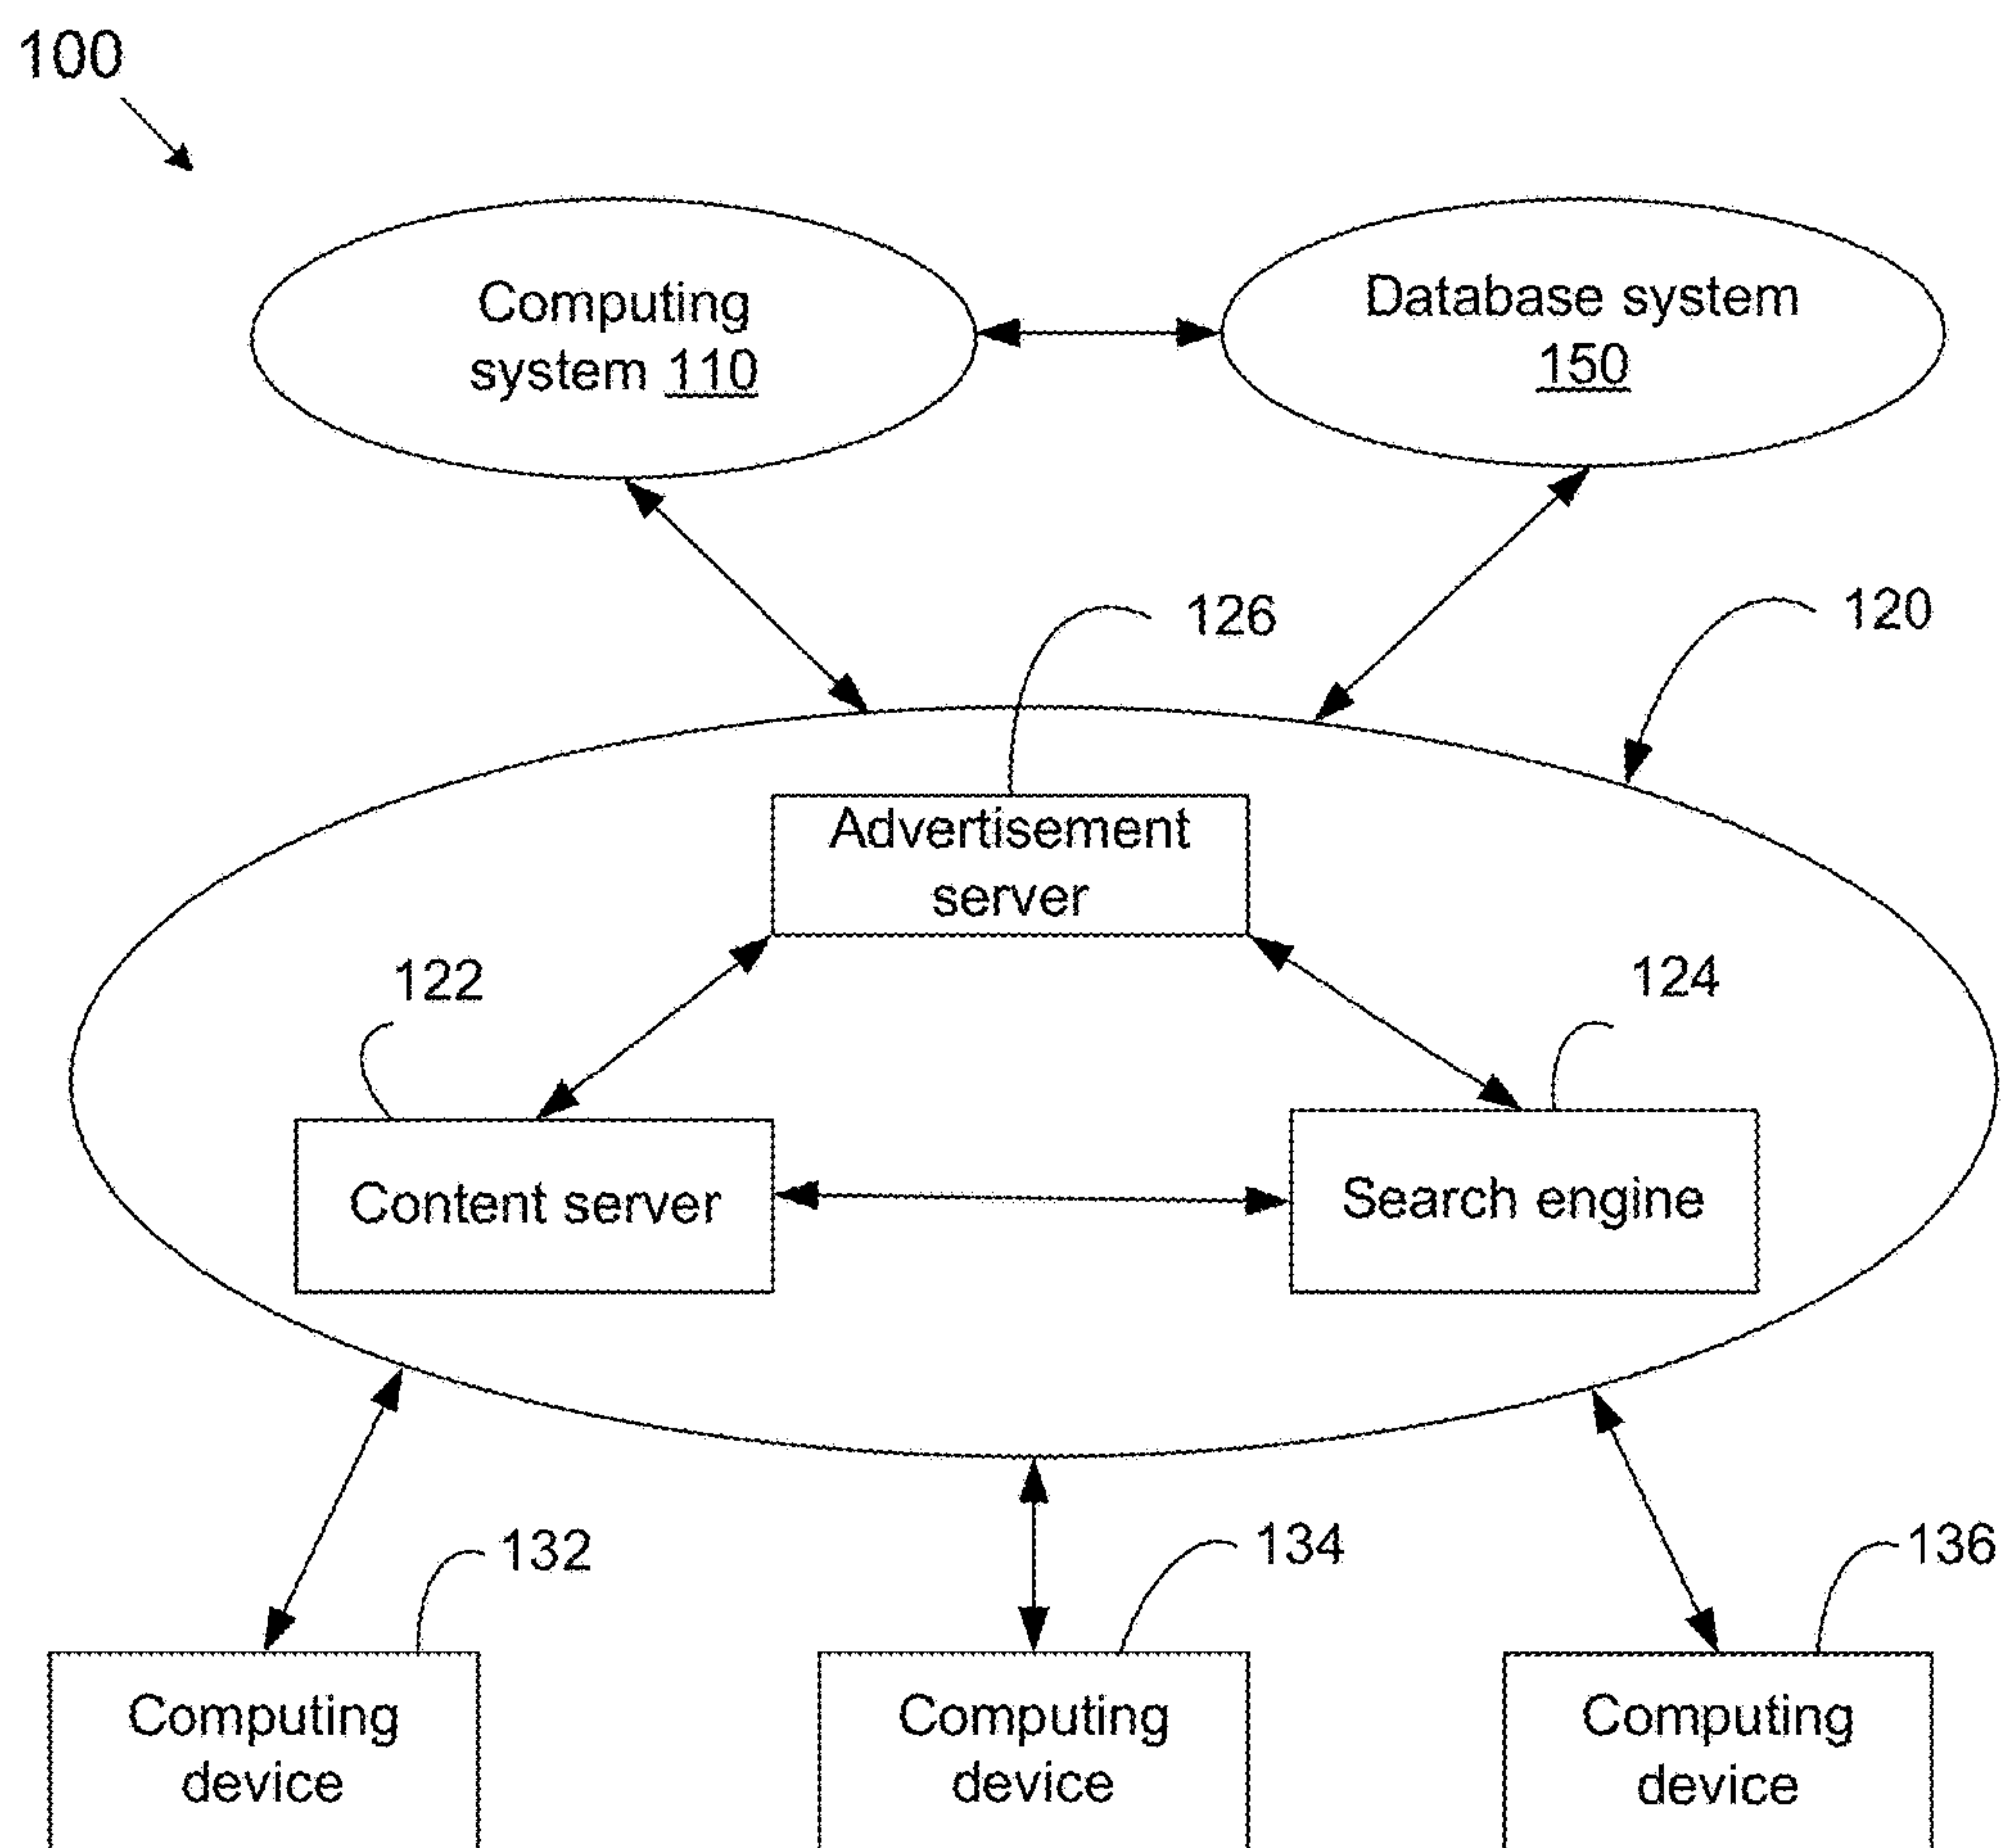 100
Computing
system 110
Database system
150
126
120
Advertisement
server
122
124
Content server
Search engine
132
134
136
Computing
device
Computing
device
Computing
device